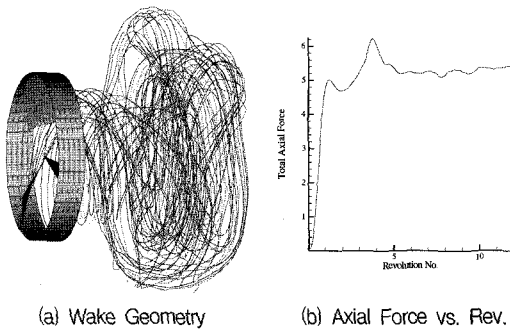 6
5
4
3
2
1
Total Axial Force
5
10
Revolution No.
(a) Wake Geometry
(b) Axial Force vs. Rev.